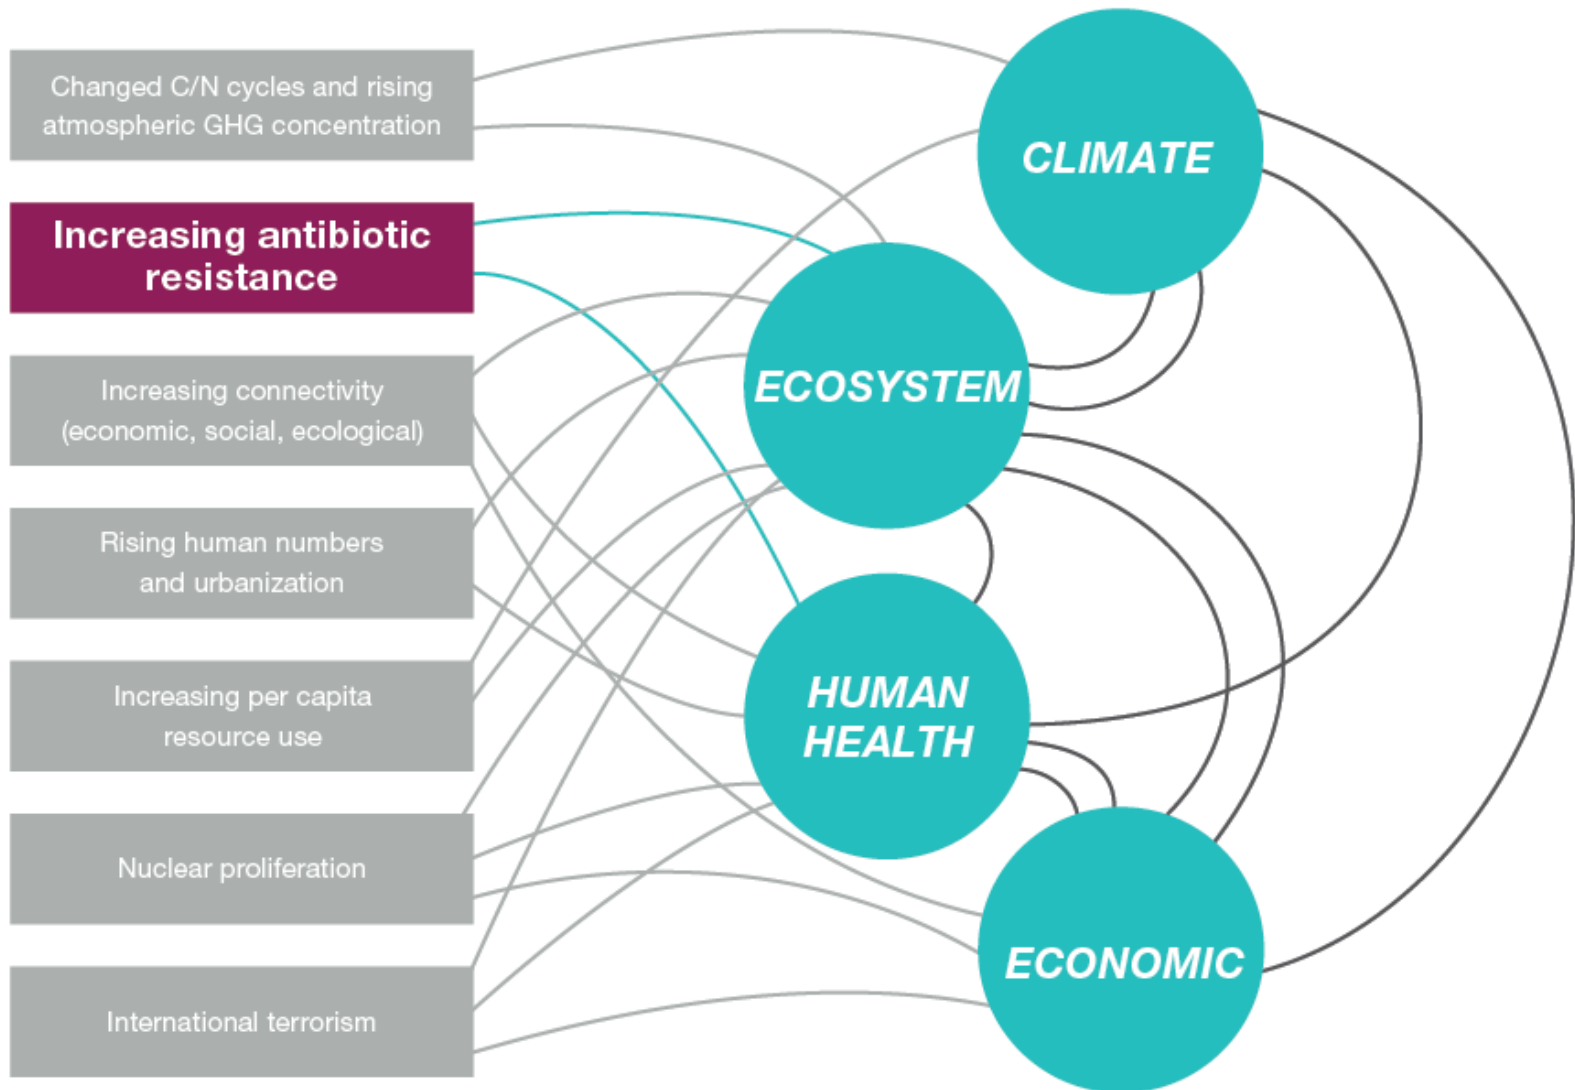 Changed C/N cycles and rising
atmospheric GHG concentration
Increasing antibiotic
resistance
Increasing connectivity
(economic, social, ecological)
Rising human numbers
and urbanization
Increasing per capita
resource use
Nuclear proliferation
International terrorism
CLIMATE
ECOSYSTEM
HUMAN
HEALTH
ECONOMIC